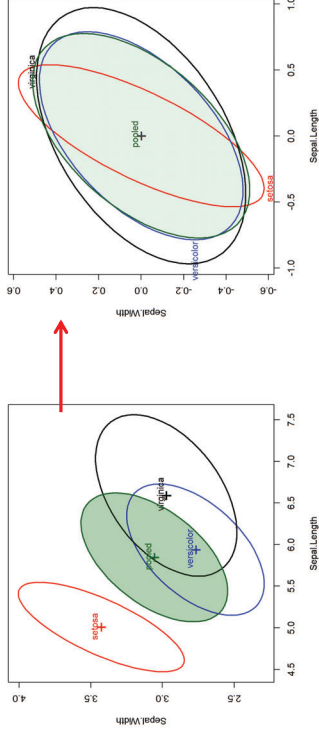 Sepal.Width
4.0
3.5
3.0
2.5
setosa
pooled
virginica
versicolor
4.5 5.0 5.5 6.0 6.5 7.0 7.5
Sepal.Length
Sepal.Width
0.6
0.4
0.2
0.0
-0.2
-0.4
-0.6
virginica
pooled
versicolor
setosa
-1.0 -0.5 0.0 0.5 1.0
Sepal.Length